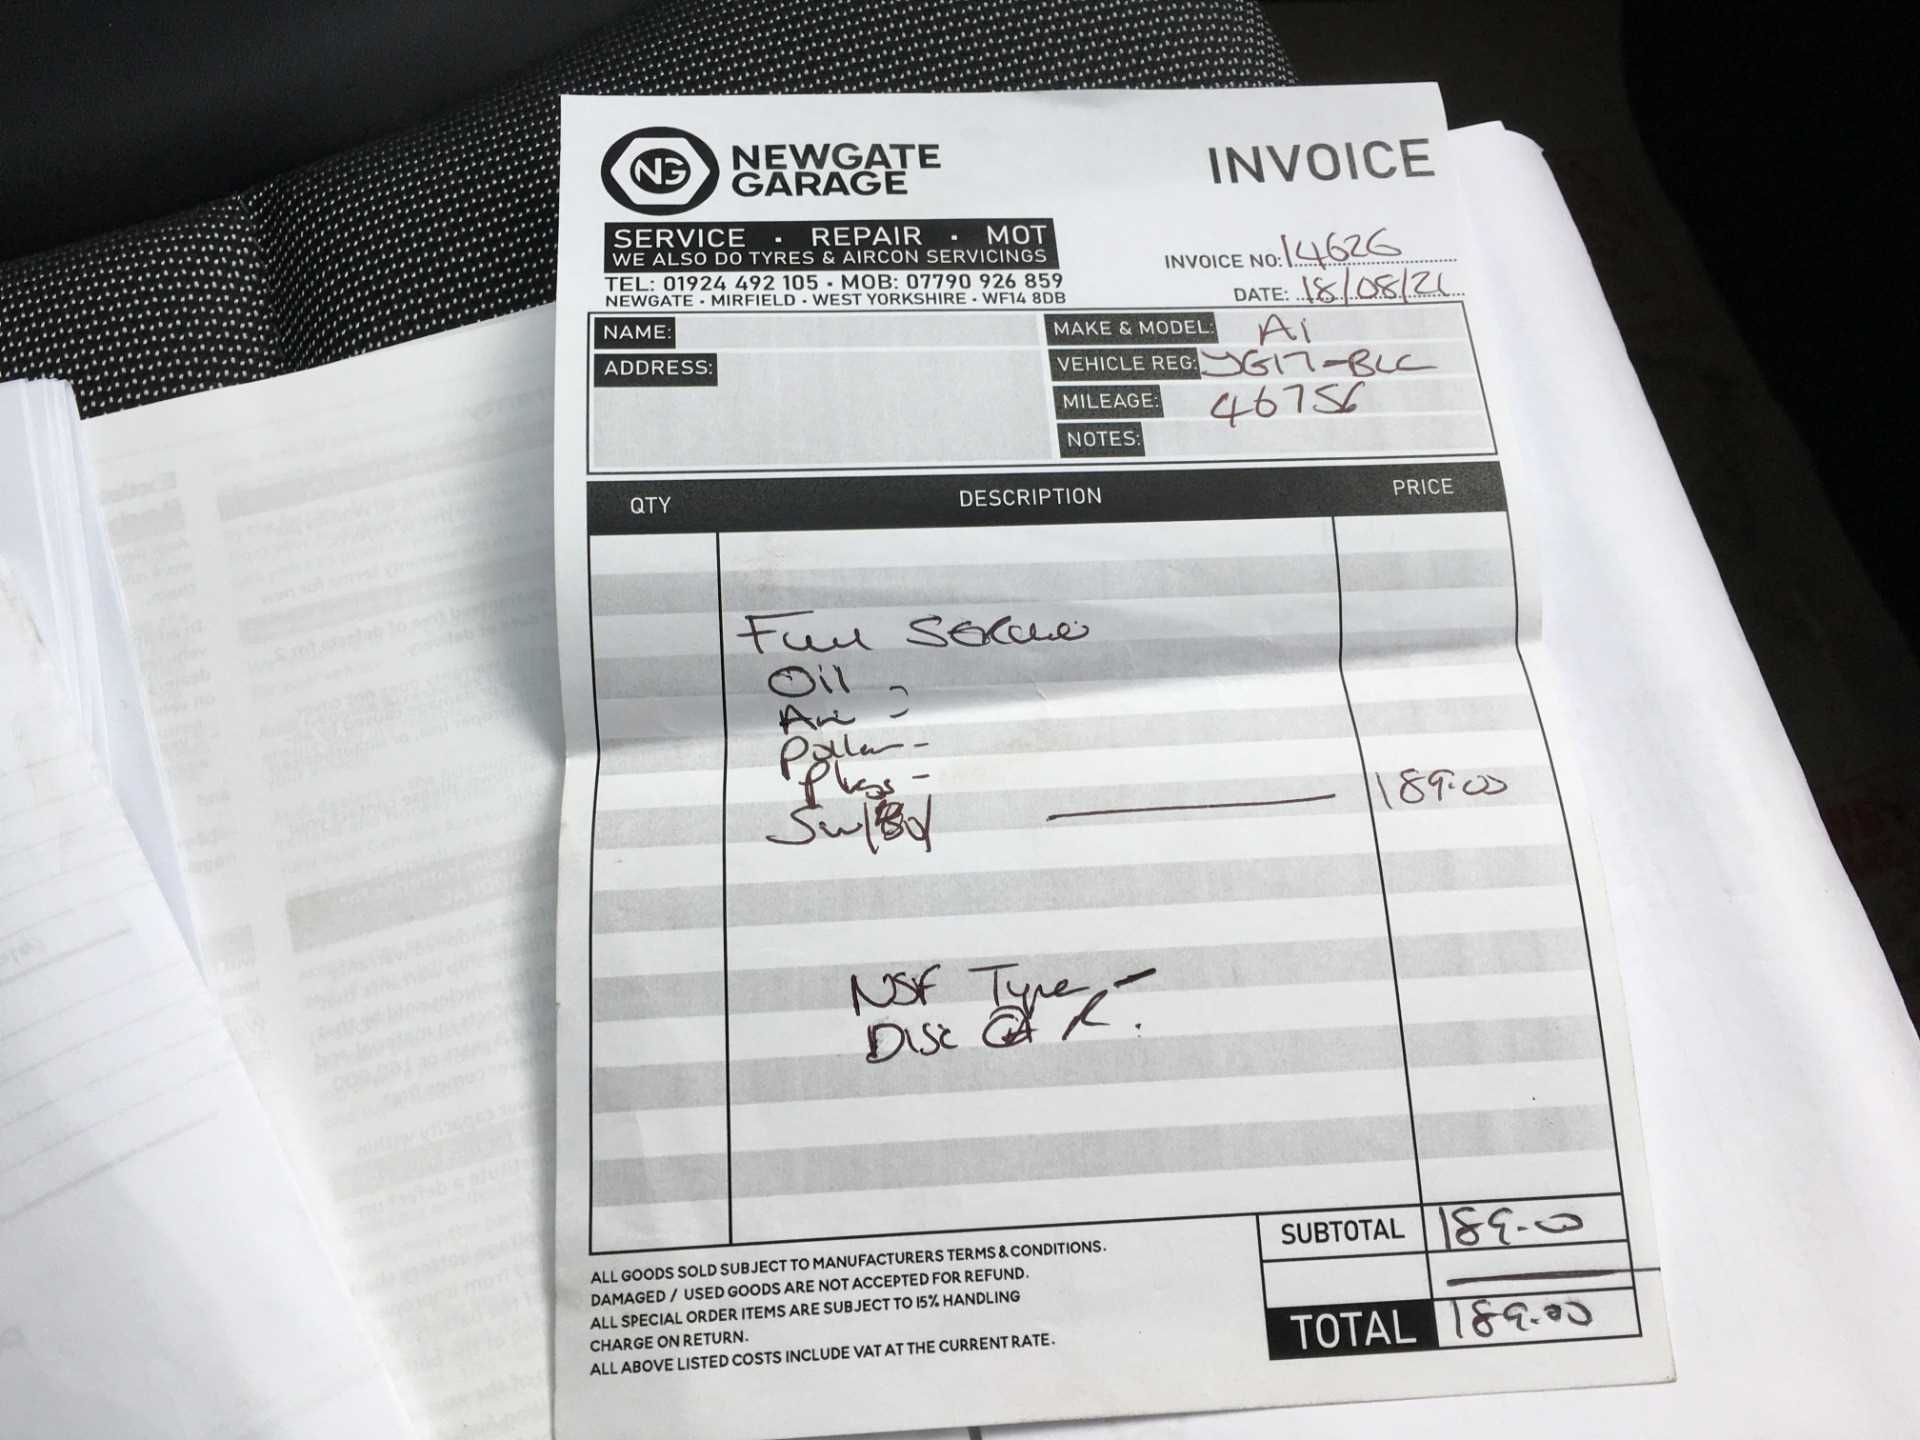 NG NEWGATE GARAGE
INVOICE
SERVICE · REPAIR · MOT
WE ALSO DO TYRES & AIRCON SERVICINGS
TEL: 01924 492 105 · MOB: 07790 926 859
NEWGATE · MIRFIELD · WEST YORKSHIRE · WF14 8DB
INVOICE NO: 14626
DATE: 18/08/21
NAME:
ADDRESS:
MAKE & MODEL: A1
VEHICLE REG: YG17-BLC
MILEAGE: 46756
NOTES:
QTY DESCRIPTION PRICE
Full Service
Oil -
Air -
Pollen -
Plugs -
189.00
NSF Tyre -
Disc
SUBTOTAL 189.00
TOTAL 189.00
ALL GOODS SOLD SUBJECT TO MANUFACTURERS TERMS & CONDITIONS.
DAMAGED / USED GOODS ARE NOT ACCEPTED FOR REFUND.
ALL SPECIAL ORDER ITEMS ARE SUBJECT TO 15% HANDLING
CHARGE ON RETURN.
ALL ABOVE LISTED COSTS INCLUDE VAT AT THE CURRENT RATE.